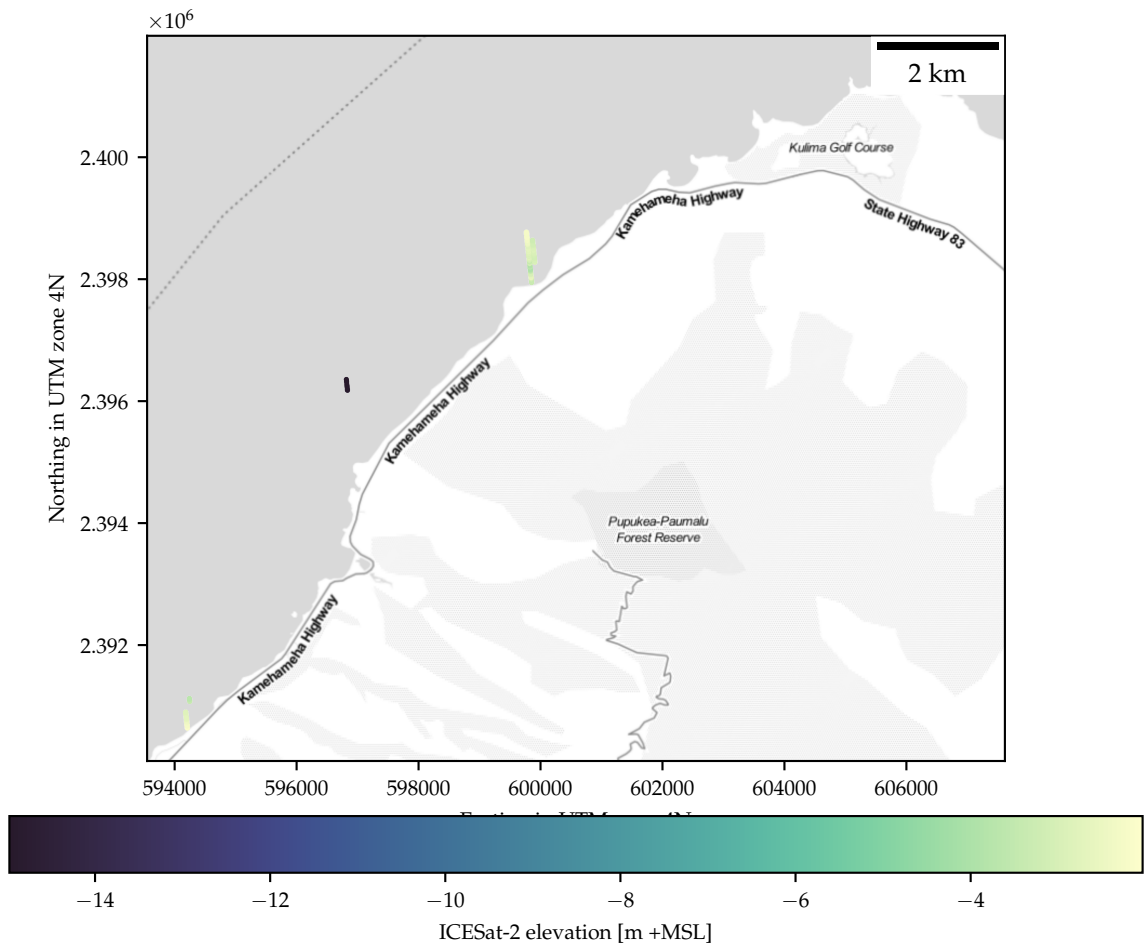 ×10⁶
2 km
Kulima Golf Course
2.400
Kamehameha Highway
State Highway 83
2.398
Northing in UTM zone 4N
2.396
Kamehameha Highway
2.394
Pupukea-Paumalu
Forest Reserve
2.392
Kamehameha Highway
594000 596000 598000 600000 602000 604000 606000
−14 −12 −10 −8 −6 −4
ICESat-2 elevation [m +MSL]